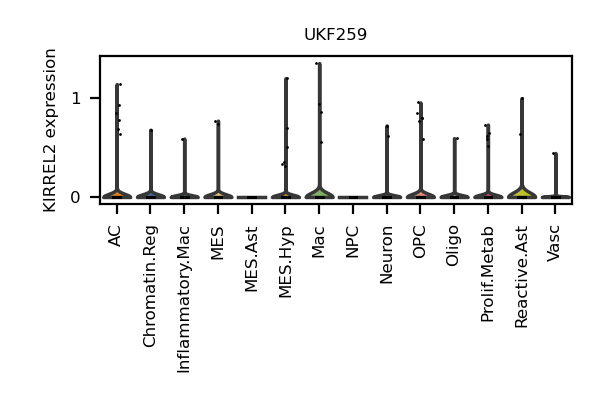 UKF259
KIRREL2 expression
1
0
AC
Chromatin.Reg
Inflammatory.Mac
MES
MES.Ast
MES.Hyp
Mac
NPC
Neuron
OPC
Oligo
Prolif.Metab
Reactive.Ast
Vasc